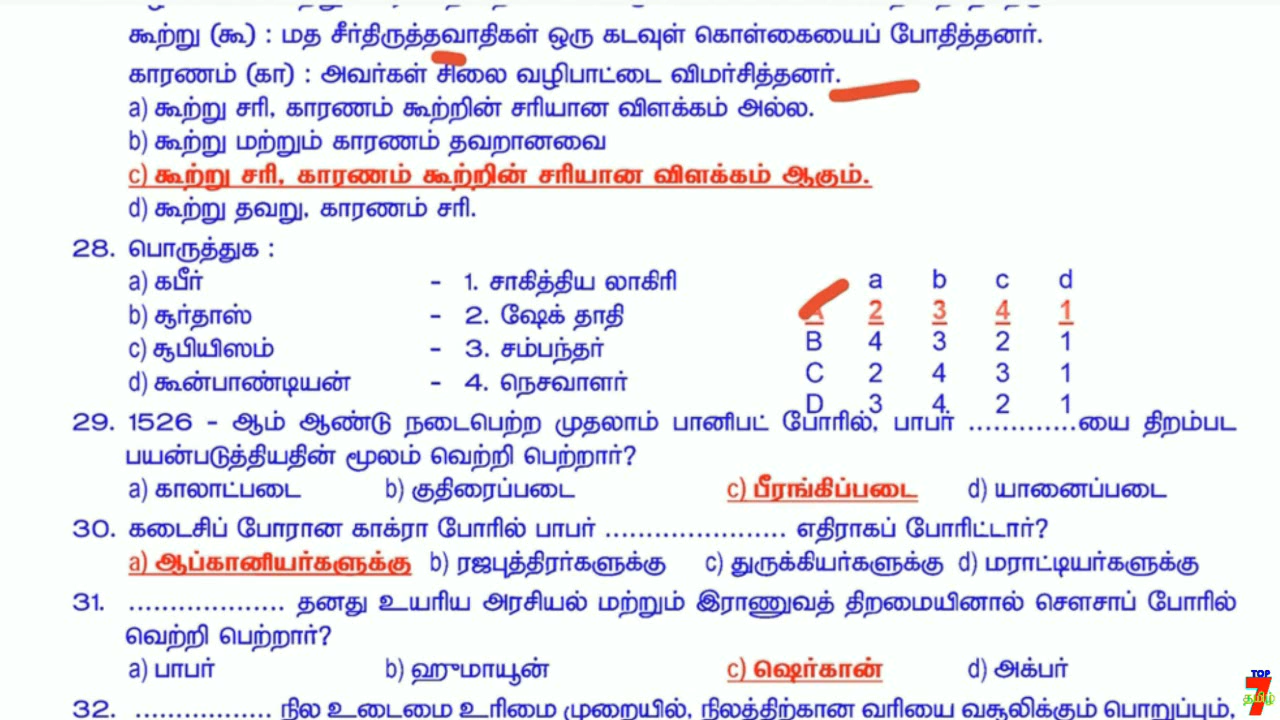 கூற்று (கூ) : மத சீர்திருத்தவாதிகள் ஒரு கடவுள் கொள்கையைப் போதித்தனர்.
காரணம் (கா) : அவர்கள் சிலை வழிபாட்டை விமர்சித்தனர்.
a) கூற்று சரி, காரணம் கூற்றின் சரியான விளக்கம் அல்ல.
b) கூற்று மற்றும் காரணம் தவறானவை
c) கூற்று சரி, காரணம் கூற்றின் சரியான விளக்கம் ஆகும்.
d) கூற்று தவறு, காரணம் சரி.
28. பொருத்துக :
a) கபீர் - 1. சாகித்திய லாகிரி a b c d
b) சூர்தாஸ் - 2. ஷேக் தாதி A 2 3 4 1
c) சூபியிஸம் - 3. சம்பந்தர் B 4 3 2 1
d) கூன்பாண்டியன் - 4. நெசவாளர் C 2 4 3 1
D 3 4 2 1
29. 1526 - ஆம் ஆண்டு நடைபெற்ற முதலாம் பானிபட் போரில், பாபர் .............யை திறம்பட
பயன்படுத்தியதின் மூலம் வெற்றி பெற்றார்?
a) காலாட்படை b) குதிரைப்படை c) பீரங்கிப்படை d) யானைப்படை
30. கடைசிப் போரான காக்ரா போரில் பாபர் ...................... எதிராகப் போரிட்டார்?
a) ஆப்கானியர்களுக்கு b) ரஜபுத்திரர்களுக்கு c) துருக்கியர்களுக்கு d) மராட்டியர்களுக்கு
31. ................... தனது உயரிய அரசியல் மற்றும் இராணுவத் திறமையினால் சௌசாப் போரில்
வெற்றி பெற்றார்?
a) பாபர் b) ஹுமாயூன் c) ஷெர்கான் d) அக்பர்
32. ................. நில உடைமை உரிமை முறையில், நிலத்திற்கான வரியை வசூலிக்கும் பொறுப்பும்,
TOP
7
தமிழ்